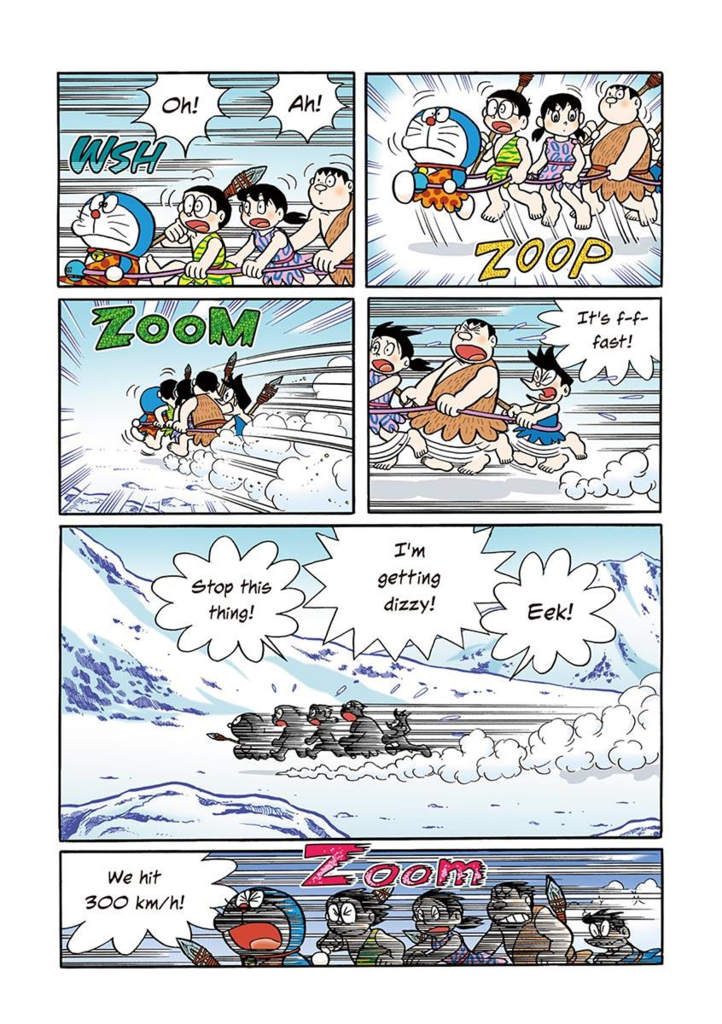 Oh!
Ah!
WSH
ZOOP
ZOOM
It's f-f-
fast!
Stop this
thing!
I'm
getting
dizzy!
Eek!
Zoom
We hit
300 km/h!